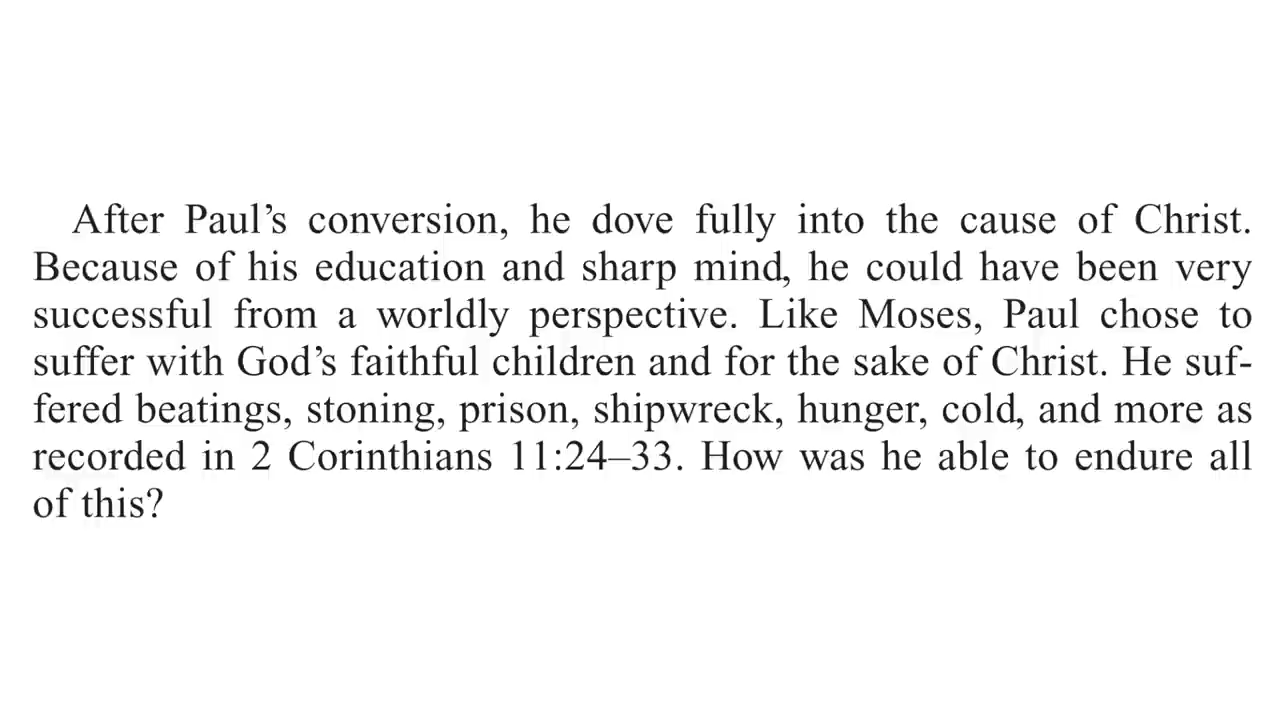 After Paul’s conversion, he dove fully into the cause of Christ.
Because of his education and sharp mind, he could have been very
successful from a worldly perspective. Like Moses, Paul chose to
suffer with God’s faithful children and for the sake of Christ. He suf-
fered beatings, stoning, prison, shipwreck, hunger, cold, and more as
recorded in 2 Corinthians 11:24–33. How was he able to endure all
of this?